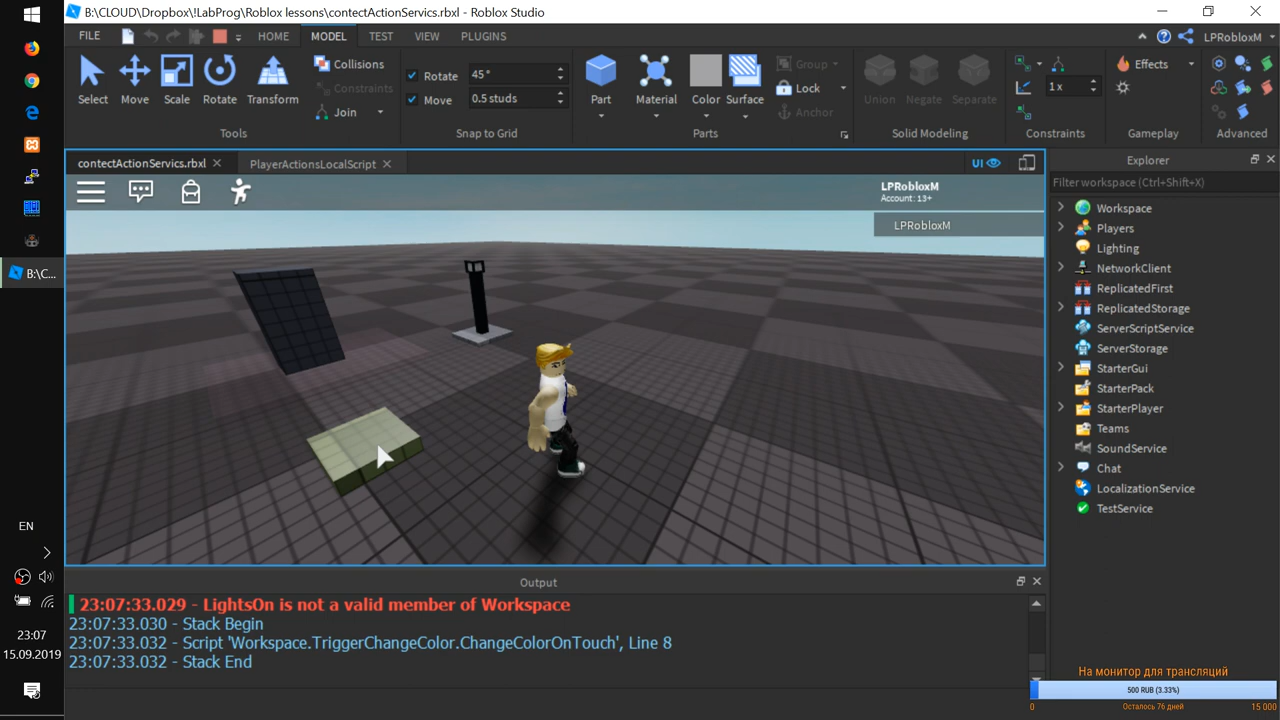 B:\CLOUD\Dropbox\!LabProg\Roblox lessons\contectActionServics.rbxl - Roblox Studio
FILE
HOME
MODEL
TEST
VIEW
PLUGINS
LPRobloxM
Select
Move
Scale
Rotate
Transform
Tools
Collisions
Constraints
Join
Rotate
45°
Move
0.5 studs
Snap to Grid
Part
Material
Color
Surface
Group
Lock
Anchor
Parts
Union
Negate
Separate
Solid Modeling
1 x
Constraints
Effects
Gameplay
Advanced
contectActionServics.rbxl
PlayerActionsLocalScript
UI
LPRobloxM
Account: 13+
LPRobloxM
Explorer
Filter workspace (Ctrl+Shift+X)
Workspace
Players
Lighting
NetworkClient
ReplicatedFirst
ReplicatedStorage
ServerScriptService
ServerStorage
StarterGui
StarterPack
StarterPlayer
Teams
SoundService
Chat
LocalizationService
TestService
B:\C...
EN
23:07
15.09.2019
Output
23:07:33.029 - LightsOn is not a valid member of Workspace
23:07:33.030 - Stack Begin
23:07:33.032 - Script 'Workspace.TriggerChangeColor.ChangeColorOnTouch', Line 8
23:07:33.032 - Stack End
На монитор для трансляций
500 RUB (3.33%)
0
Осталось 76 дней
15 000